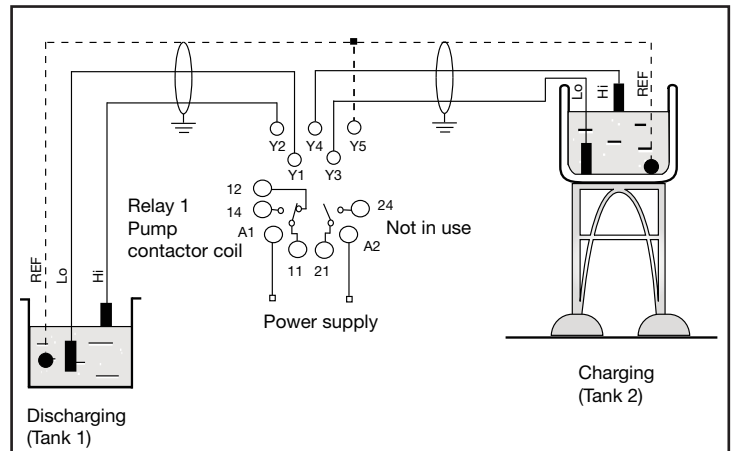 Lo
Hi
REF
Y2
Y4
Y5
Y1
Y3
12
24
14
Relay 1
Pump
contactor coil
Not in use
A1
A2
11
21
REF
Lo
Hi
Power supply
Charging
(Tank 2)
Discharging
(Tank 1)